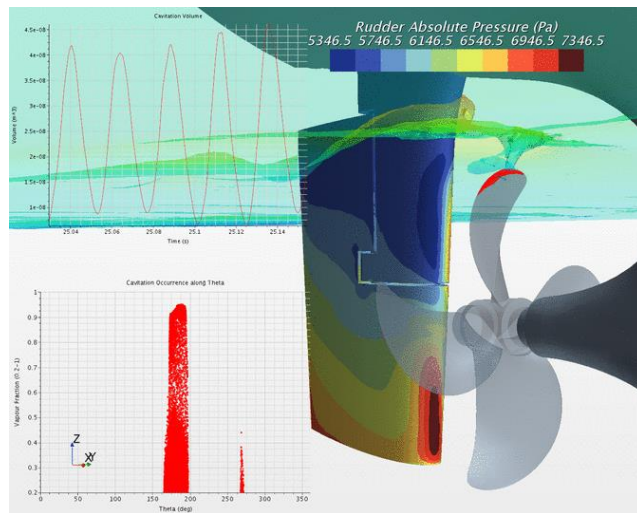 Cavitation Volume
4.5e-08
4e-08
3.5e-08
3e-08
2.5e-08
2e-08
1.5e-08
1e-08
Volume (m^3)
25.04 25.06 25.08 25.1 25.12 25.14
Time (s)
Rudder Absolute Pressure (Pa)
5346.5 5746.5 6146.5 6546.5 6946.5 7346.5
Cavitation Occurrence along Theta
1
0.9
0.8
0.7
0.6
0.5
0.4
0.3
0.2
Vapour Fraction (0.2-1)
Z
X Y
0 50 100 150 200 250 300 350
Theta (deg)